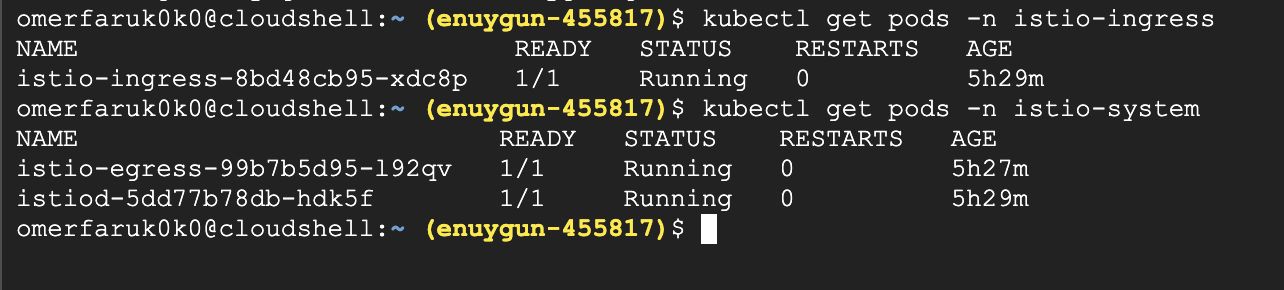 omerfaruk0k0@cloudshell:~ (enuygun-455817)$ kubectl get pods -n istio-ingress
NAME READY STATUS RESTARTS AGE
istio-ingress-8bd48cb95-xdc8p 1/1 Running 0 5h29m
omerfaruk0k0@cloudshell:~ (enuygun-455817)$ kubectl get pods -n istio-system
NAME READY STATUS RESTARTS AGE
istio-egress-99b7b5d95-l92qv 1/1 Running 0 5h27m
istiod-5dd77b78db-hdk5f 1/1 Running 0 5h29m
omerfaruk0k0@cloudshell:~ (enuygun-455817)$